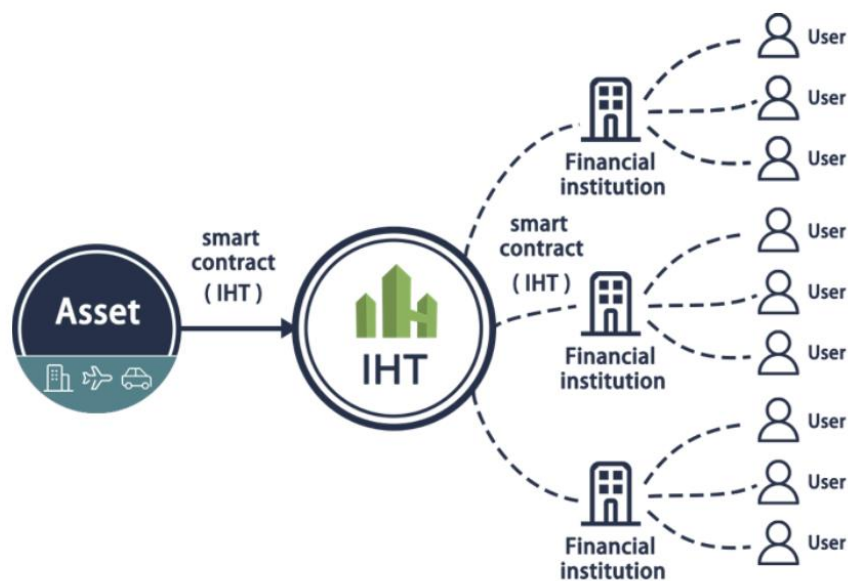 Asset
smart
contract
( IHT )
IHT
smart
contract
( IHT )
Financial
institution
User
User
User
Financial
institution
User
User
User
Financial
institution
User
User
User